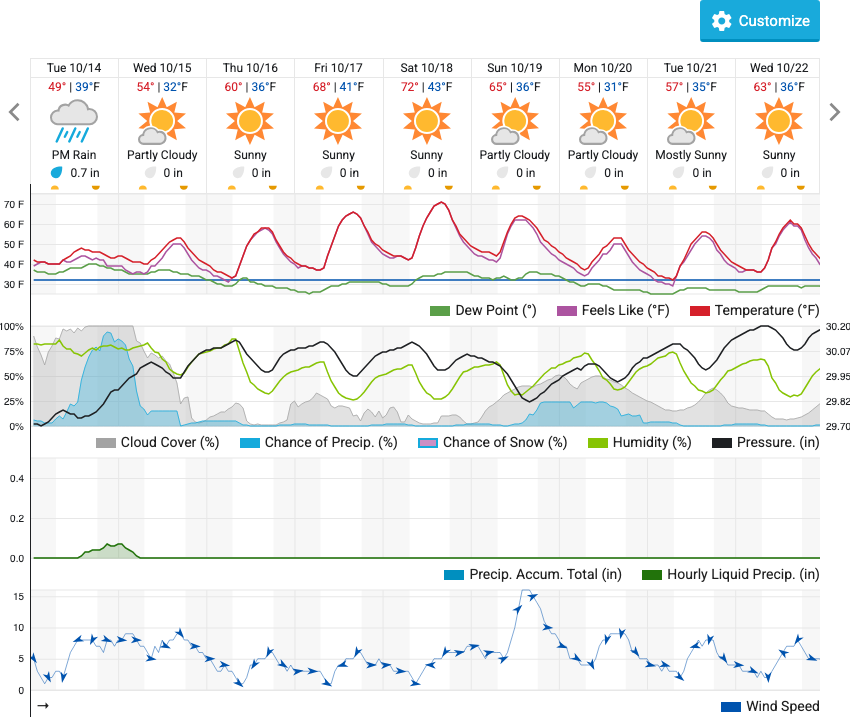 Customize
Tue 10/14 Wed 10/15 Thu 10/16 Fri 10/17 Sat 10/18 Sun 10/19 Mon 10/20 Tue 10/21 Wed 10/22
49° | 39°F 54° | 32°F 60° | 36°F 68° | 41°F 72° | 43°F 65° | 36°F 55° | 31°F 57° | 35°F 63° | 36°F
PM Rain Partly Cloudy Sunny Sunny Sunny Partly Cloudy Partly Cloudy Mostly Sunny Sunny
0.7 in 0 in 0 in 0 in 0 in 0 in 0 in 0 in 0 in
70 F
60 F
50 F
40 F
30 F
Dew Point (°) Feels Like (°F) Temperature (°F)
100% 30.20
75% 30.07
50% 29.95
25% 29.82
0% 29.70
Cloud Cover (%) Chance of Precip. (%) Chance of Snow (%) Humidity (%) Pressure. (in)
0.4
0.2
0.0
Precip. Accum. Total (in) Hourly Liquid Precip. (in)
15
10
5
0
Wind Speed